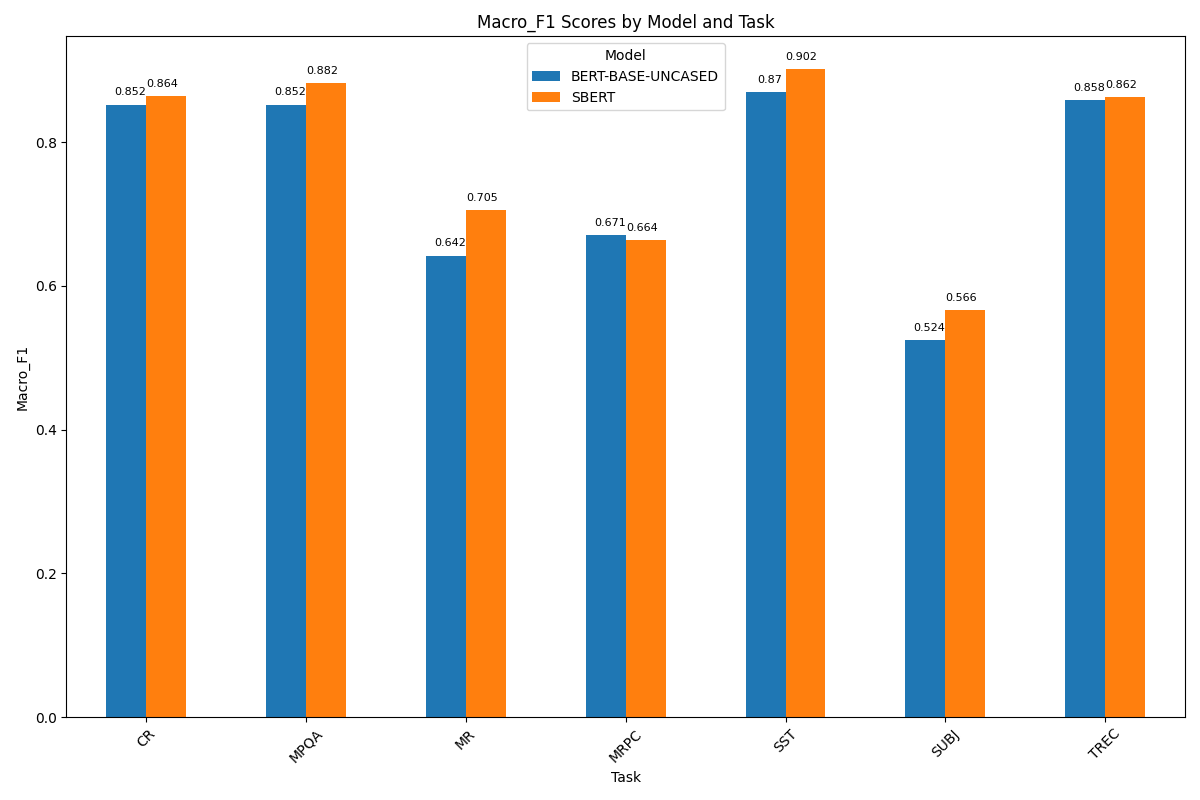 Macro_F1 Scores by Model and Task
Model
BERT-BASE-UNCASED
SBERT
Macro_F1
0.8
0.6
0.4
0.2
0.0
0.852
0.864
0.852
0.882
0.642
0.705
0.671
0.664
0.87
0.902
0.524
0.566
0.858
0.862
CR
MPQA
MR
MRPC
SST
SUBJ
TREC
Task